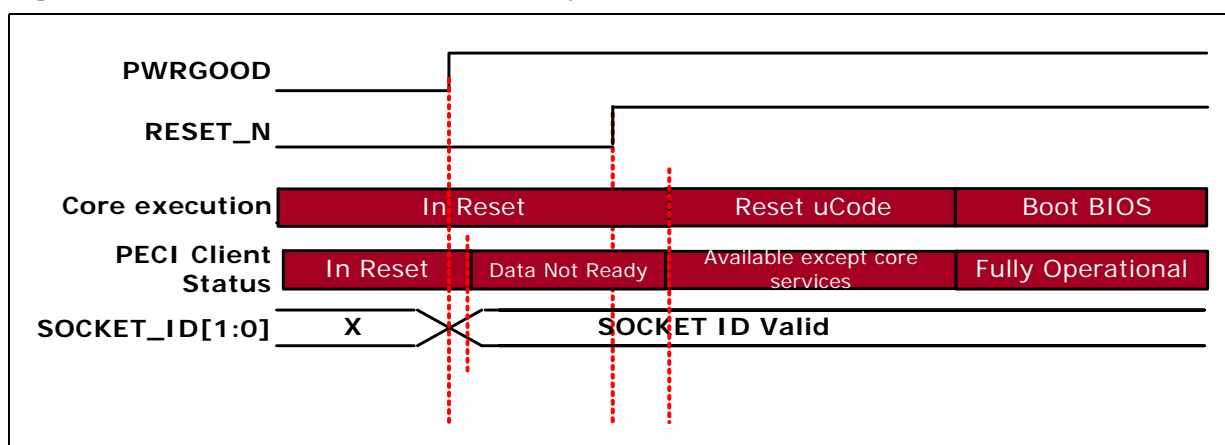 PWRGOOD
RESET_N
Core execution In Reset Reset uCode Boot BIOS
PECI Client Status In Reset Data Not Ready Available except core services Fully Operational
SOCKET_ID[1:0] X SOCKET ID Valid